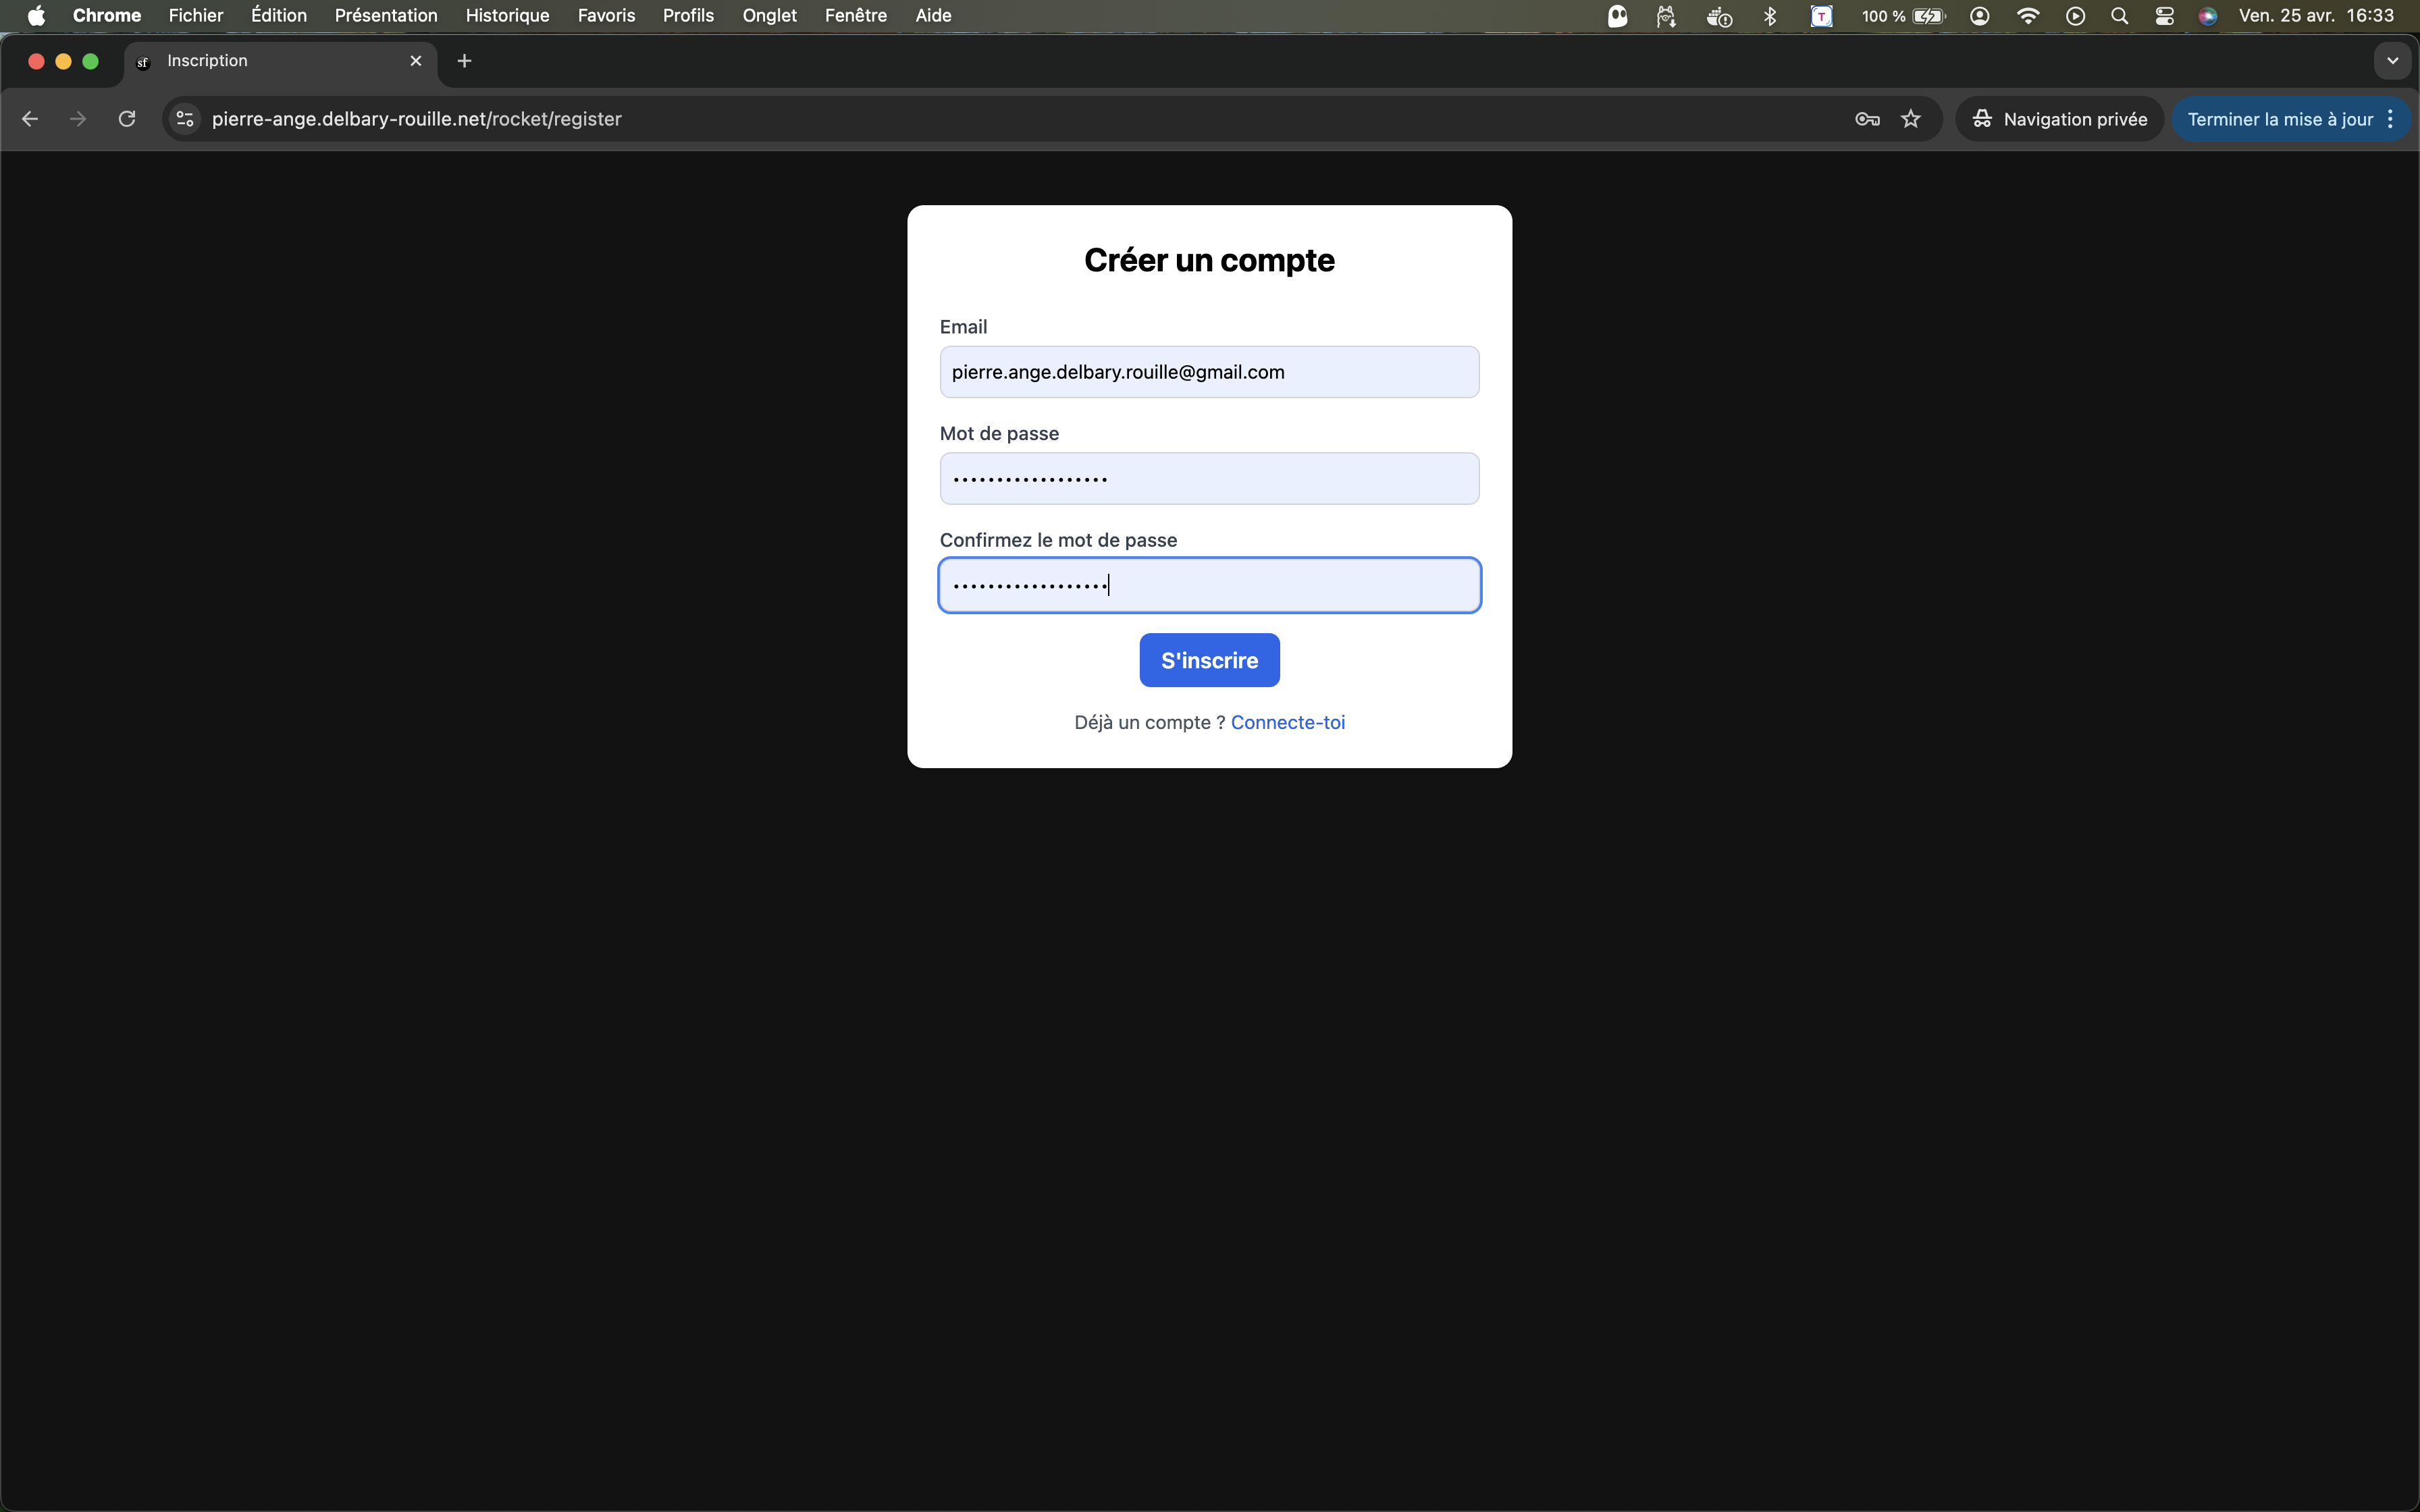 Chrome Fichier Édition Présentation Historique Favoris Profils Onglet Fenêtre Aide T 100 % Ven. 25 avr. 16:33
sf Inscription
pierre-ange.delbary-rouille.net/rocket/register Navigation privée Terminer la mise à jour
Créer un compte
Email
pierre.ange.delbary.rouille@gmail.com
Mot de passe
••••••••••••••••••
Confirmez le mot de passe
••••••••••••••••••
S'inscrire
Déjà un compte ? Connecte-toi